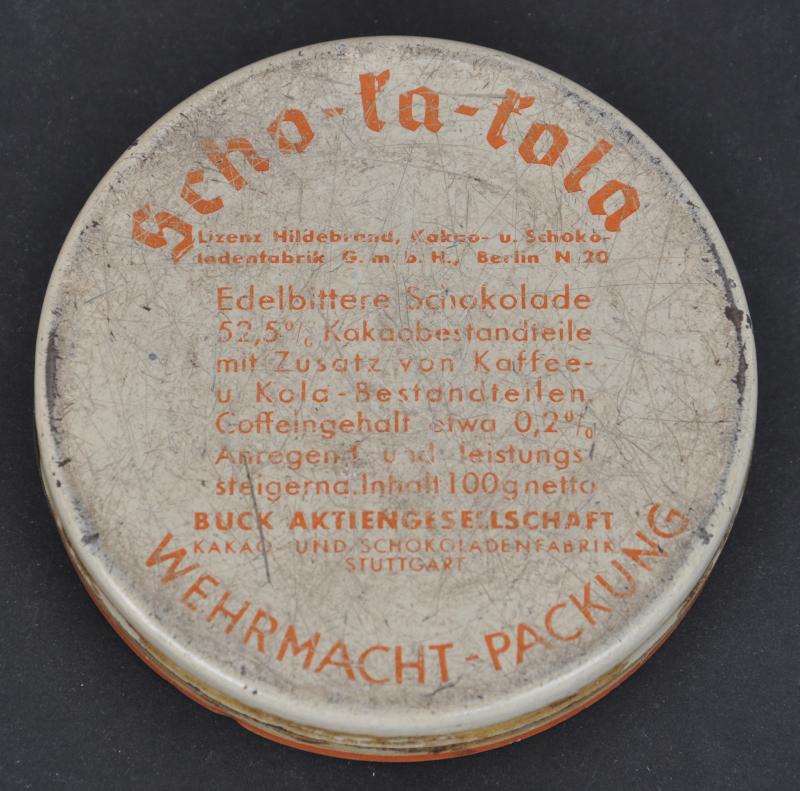 Scho-ka-kola
Lizenz Hildebrand, Kakao- u. Schoko-
ladenfabrik G. m. b. H., Berlin N 20
Edelbittere Schokolade
52,5% Kakaobestandteile
mit Zusatz von Kaffee-
u. Kola-Bestandteilen.
Coffeingehalt etwa 0,2%
Anregend und leistungs
steigernd. Inhalt 100g netto
BUCK AKTIENGESELLSCHAFT
KAKAO- UND SCHOKOLADENFABRIK
STUTTGART
WEHRMACHT-PACKUNG